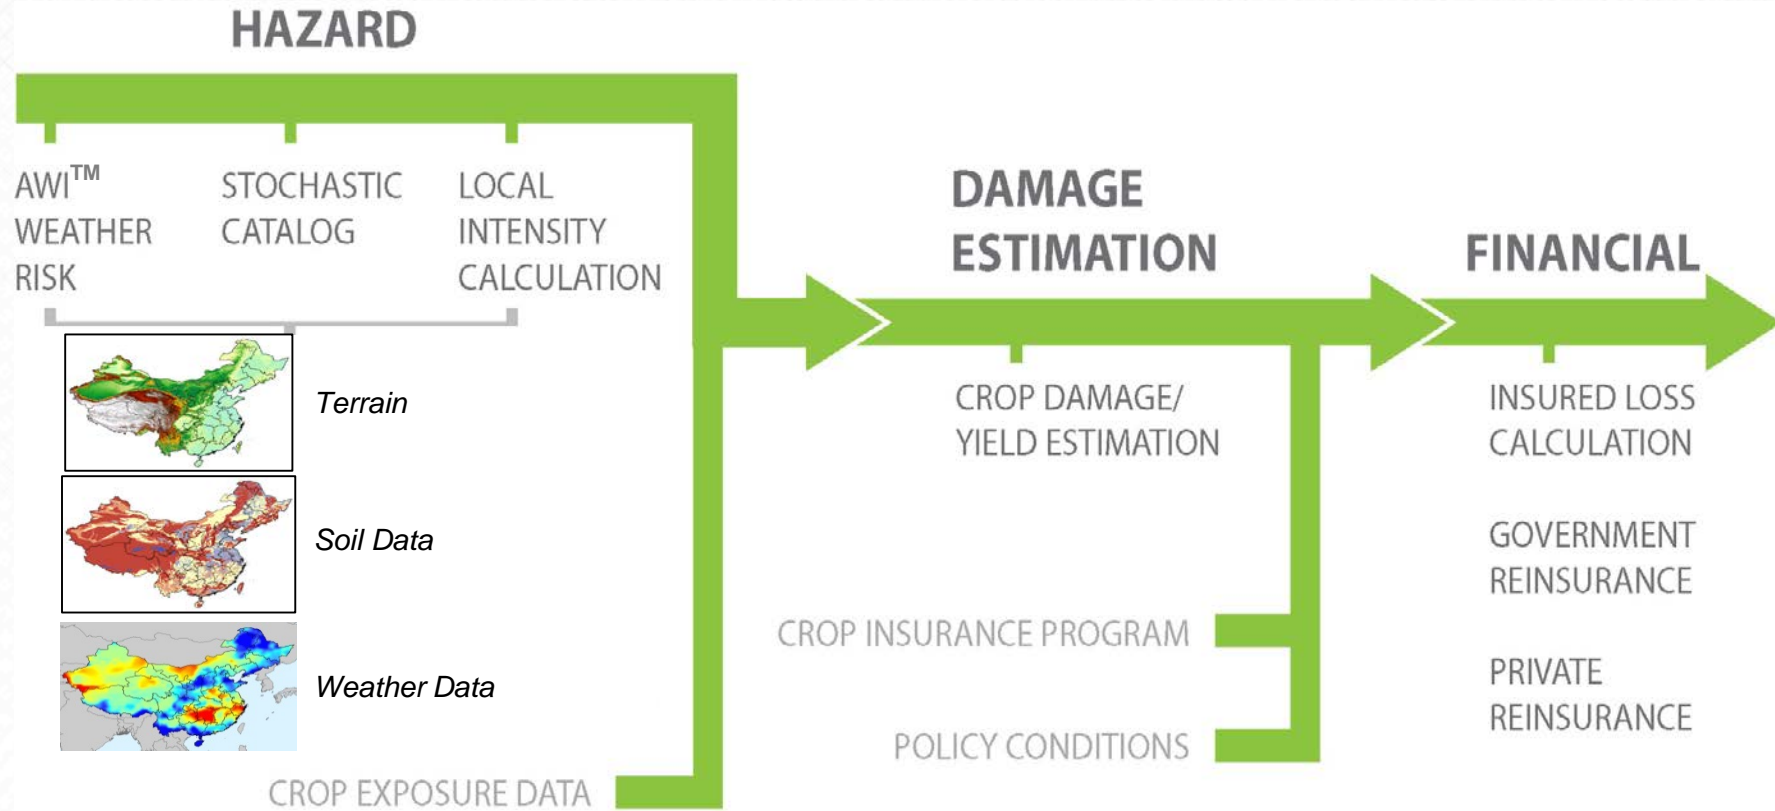 HAZARD
AWI™
WEATHER
RISK
STOCHASTIC
CATALOG
LOCAL
INTENSITY
CALCULATION
Terrain
Soil Data
Weather Data
CROP EXPOSURE DATA
DAMAGE
ESTIMATION
CROP DAMAGE/
YIELD ESTIMATION
CROP INSURANCE PROGRAM
POLICY CONDITIONS
FINANCIAL
INSURED LOSS
CALCULATION
GOVERNMENT
REINSURANCE
PRIVATE
REINSURANCE